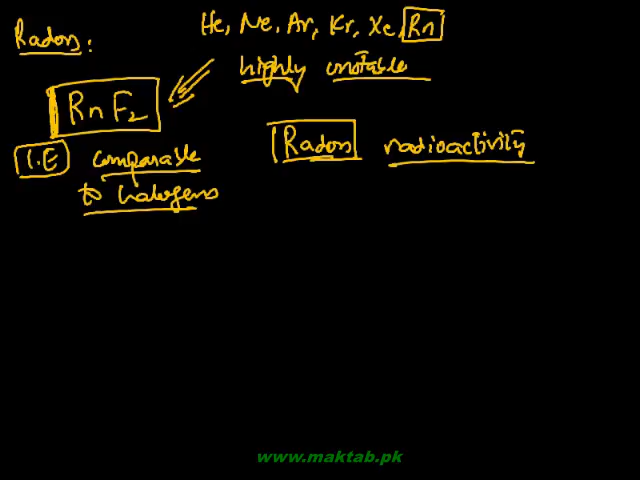 Radon:
He, Ne, Ar, Kr, Xe, Rn
highly unstable
RnF2
I.E comparable
to halogens
Radon radioactivity
www.maktab.pk